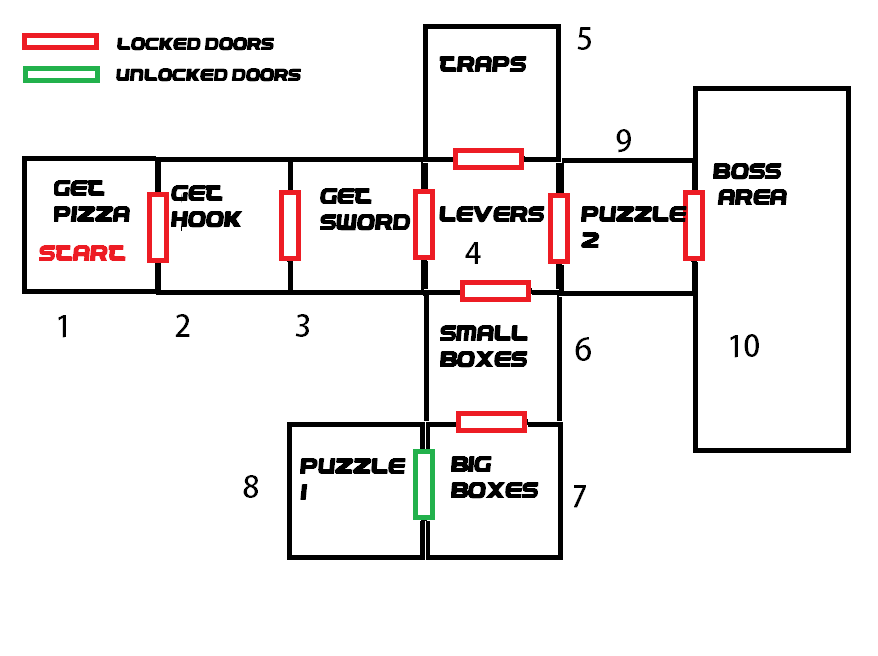 LOCKED DOORS
UNLOCKED DOORS
5
TRAPS
9
BOSS
AREA
GET
PIZZA
START
GET
HOOK
GET
SWORD
LEVERS
4
PUZZLE
2
1
2
3
SMALL
BOXES
6
10
8
PUZZLE
1
BIG
BOXES
7